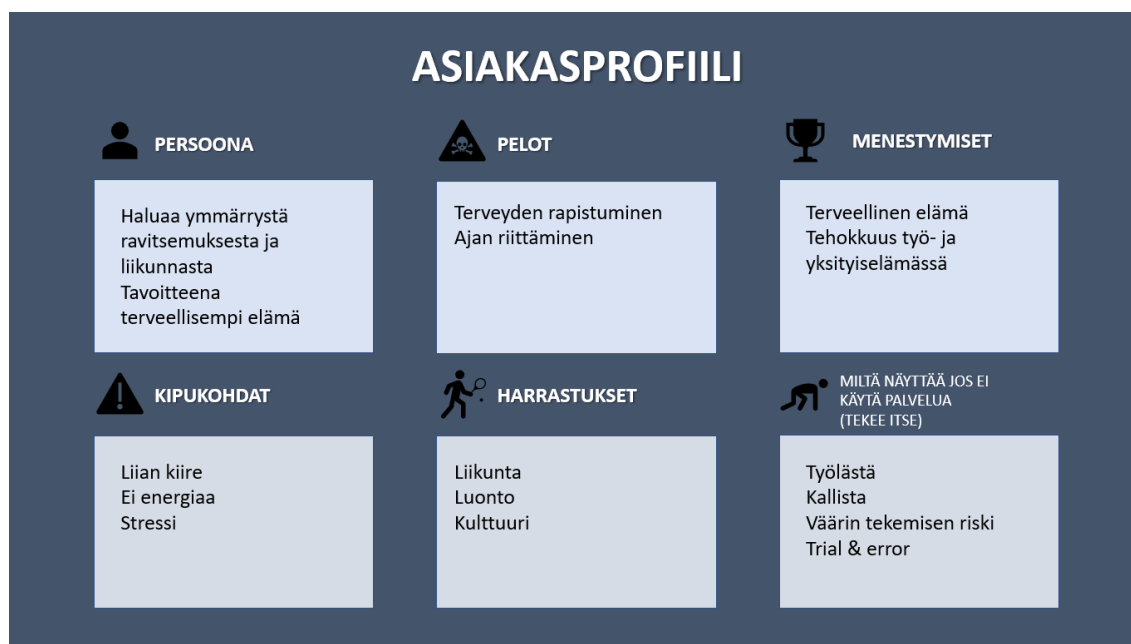 ASIAKASPROFIILI
PERSOONA
Haluaa ymmärrystä
ravitsemuksesta ja
liikunnasta
Tavoitteena
terveellisempi elämä
PELOT
Terveyden rapistuminen
Ajan riittäminen
MENESTYMISET
Terveellinen elämä
Tehokkuus työ- ja
yksityiselämässä
KIPUKOHDAT
Liian kiire
Ei energiaa
Stressi
HARRASTUKSET
Liikunta
Luonto
Kulttuuri
MILTÄ NÄYTTÄÄ JOS EI
KÄYTÄ PALVELUA
(TEKEE ITSE)
Työlästä
Kallista
Väärin tekemisen riski
Trial & error